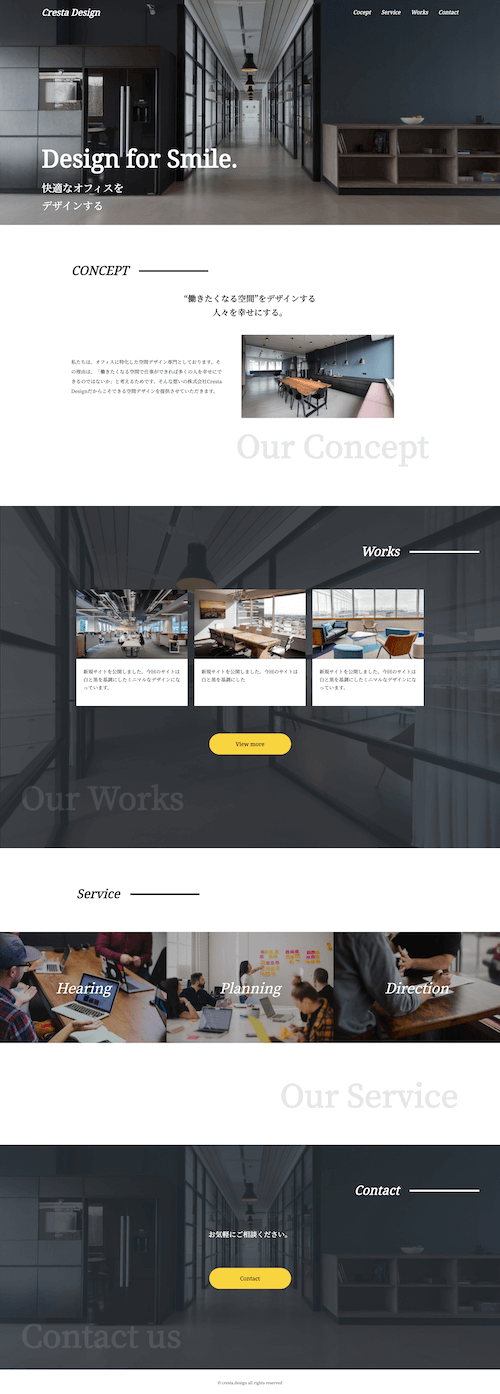 Cresta Design
Cocept Service Works Contact
Design for Smile.
快適なオフィスを
デザインする
CONCEPT
“働きたくなる空間”をデザインする
人々を幸せにする。
私たちは、オフィスに特化した空間デザイン専門としております。そ
の理由は、「働きたくなる空間で仕事ができれば多くの人を幸せにで
きるのではないか」と考えるためです。そんな想いの株式会社Cresta
Designだからこそできる空間デザインを提供させていただきます。
Our Concept
Works
新規サイトを公開しました。今回のサイトは
白と黒を基調にしたミニマルなデザインにな
っています。
新規サイトを公開しました。今回のサイトは
白と黒を基調にした
新規サイトを公開しました。今回のサイトは
白と黒を基調にしたミニマルなデザインにな
っています。
View more
Our Works
Service
Hearing
Planning
Direction
Our Service
Contact
お気軽にご相談ください。
Contact
Contact us
© cresta design all rights reserved